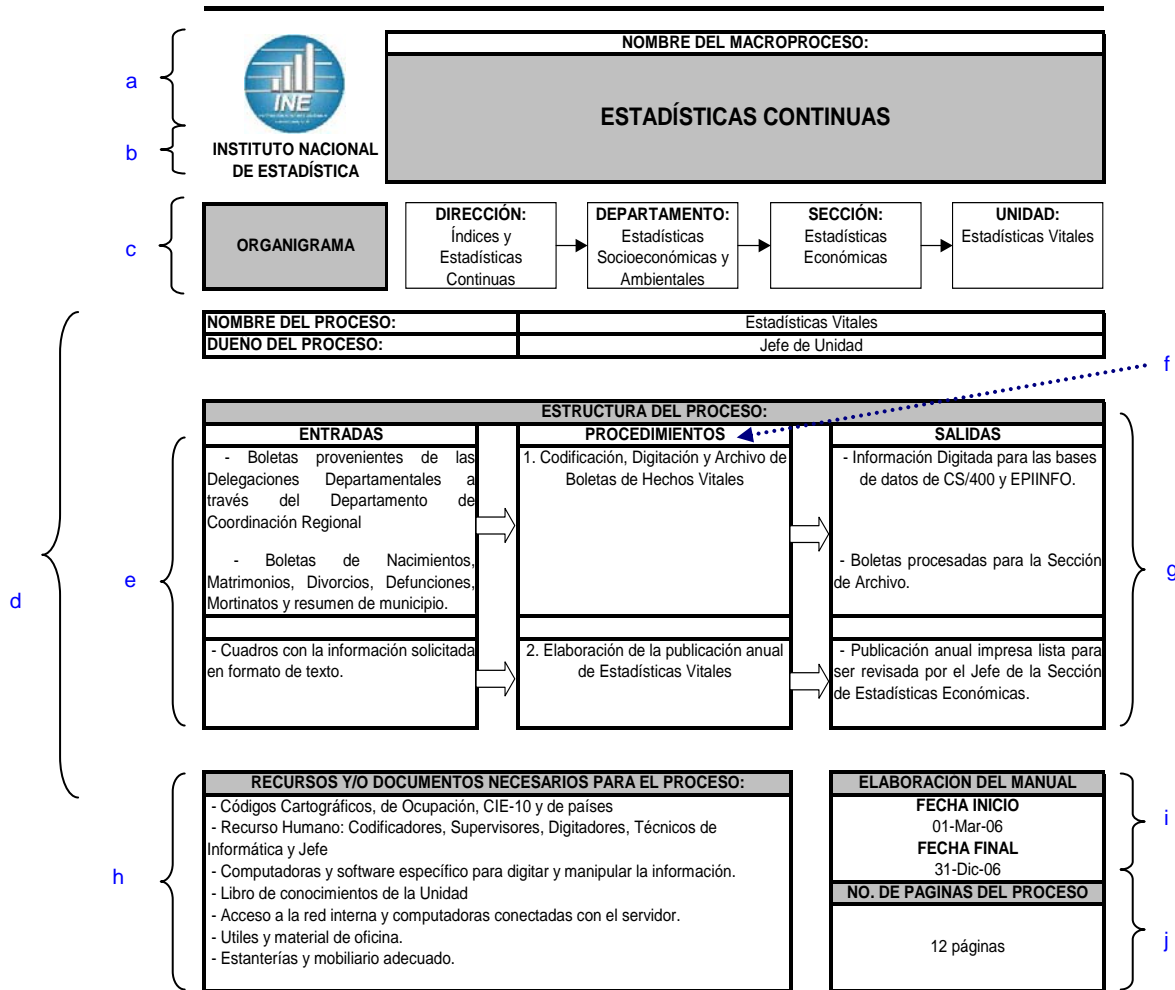 NOMBRE DEL MACROPROCESO:
a
INE
ESTADÍSTICAS CONTINUAS
b
INSTITUTO NACIONAL
DE ESTADÍSTICA
c
ORGANIGRAMA
DIRECCIÓN:
Índices y
Estadísticas
Continuas
DEPARTAMENTO:
Estadísticas
Socioeconómicas y
Ambientales
SECCIÓN:
Estadísticas
Económicas
UNIDAD:
Estadísticas Vitales
d
NOMBRE DEL PROCESO:
Estadísticas Vitales
DUENO DEL PROCESO:
Jefe de Unidad
f
ESTRUCTURA DEL PROCESO:
e
ENTRADAS
- Boletas provenientes de las
Delegaciones Departamentales a
través del Departamento de
Coordinación Regional
- Boletas de Nacimientos,
Matrimonios, Divorcios, Defunciones,
Mortinatos y resumen de municipio.
- Cuadros con la información solicitada
en formato de texto.
PROCEDIMIENTOS
1. Codificación, Digitación y Archivo de
Boletas de Hechos Vitales
2. Elaboración de la publicación anual
de Estadísticas Vitales
SALIDAS
- Información Digitada para las bases
de datos de CS/400 y EPIINFO.
- Boletas procesadas para la Sección
de Archivo.
- Publicación anual impresa lista para
ser revisada por el Jefe de la Sección
de Estadísticas Económicas.
g
h
RECURSOS Y/O DOCUMENTOS NECESARIOS PARA EL PROCESO:
- Códigos Cartográficos, de Ocupación, CIE-10 y de países
- Recurso Humano: Codificadores, Supervisores, Digitadores, Técnicos de
Informática y Jefe
- Computadoras y software específico para digitar y manipular la información.
- Libro de conocimientos de la Unidad
- Acceso a la red interna y computadoras conectadas con el servidor.
- Utiles y material de oficina.
- Estanterías y mobiliario adecuado.
ELABORACION DEL MANUAL
FECHA INICIO
01-Mar-06
FECHA FINAL
31-Dic-06
i
NO. DE PAGINAS DEL PROCESO
12 páginas
j